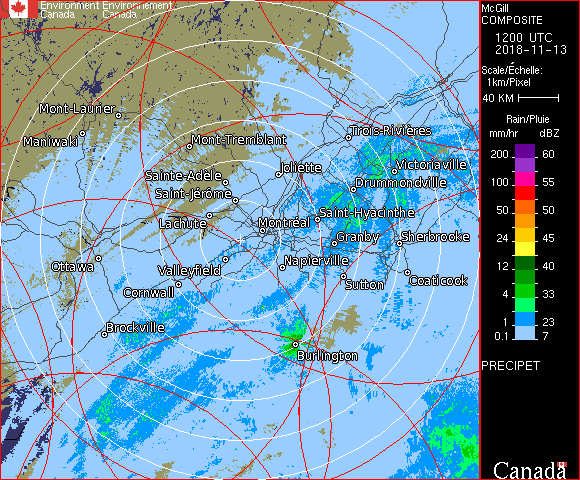 Environment Environnement
Canada Canada
McGill
COMPOSITE
1200 UTC
2018-11-13
Scale/Échelle:
1km/Pixel
40 KM
Rain/Pluie
mm/hr dBZ
200 60
100 55
50 50
24 45
12 40
4 33
1 23
0.1 7
PRECIPET
Canada
Mont-Laurier
Maniwaki
Mont-Tremblant
Trois-Rivières
Joliette
Victoriaville
Sainte-Adèle
Drummondville
Saint-Jérôme
Lachute
Saint-Hyacinthe
Montréal
Granby
Sherbrooke
Ottawa
Valleyfield
Napierville
Cornwall
Sutton
Coaticook
Brockville
Burlington